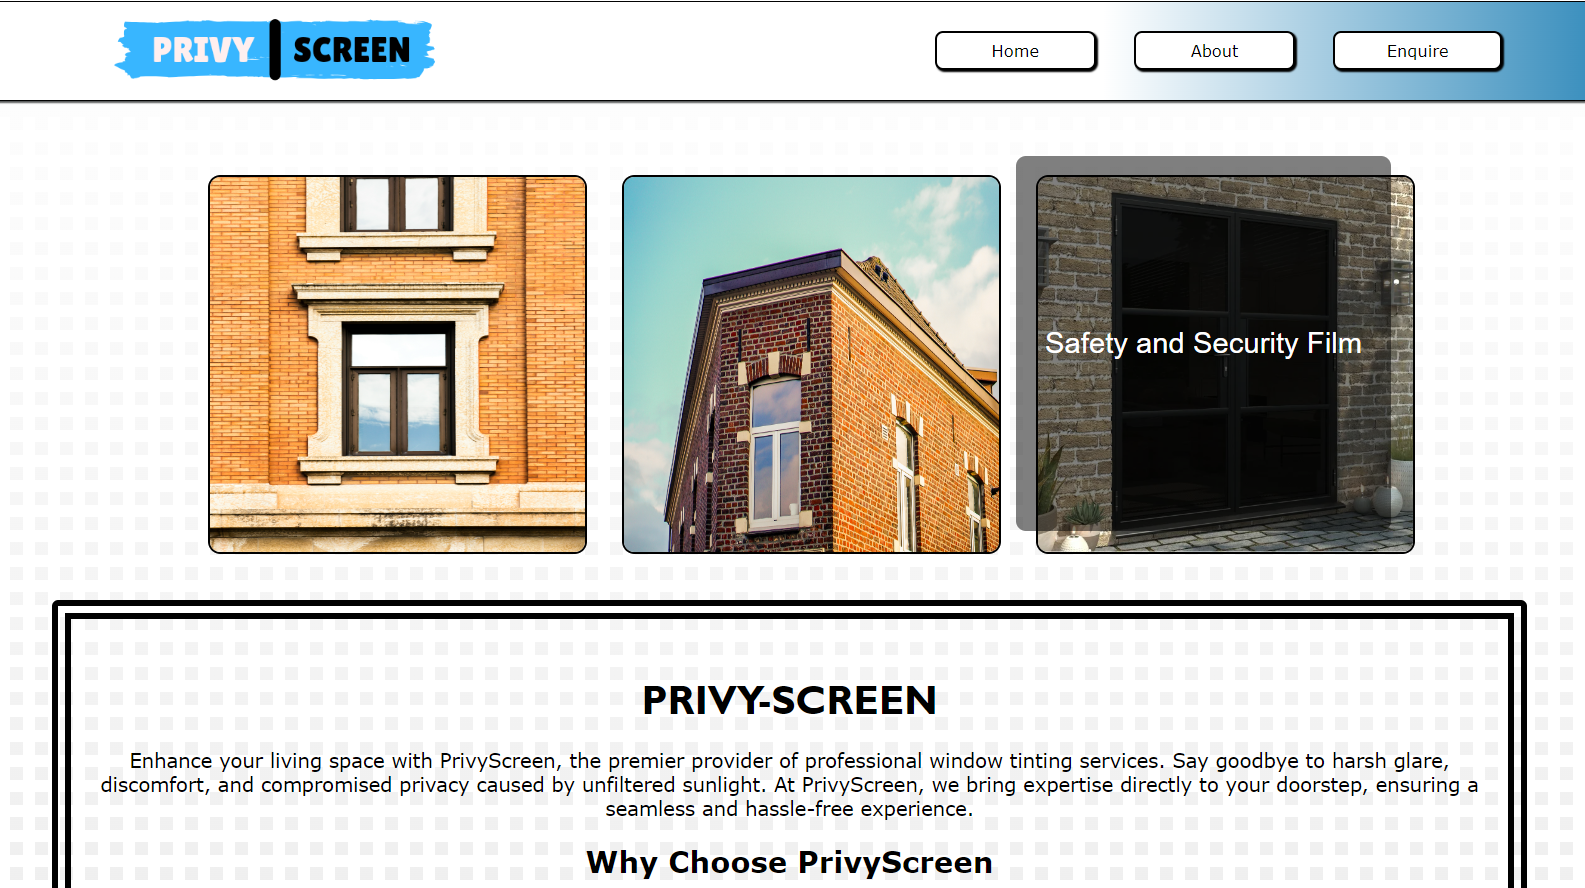 PRIVY SCREEN
Home
About
Enquire
Safety and Security Film
PRIVY-SCREEN
Enhance your living space with PrivyScreen, the premier provider of professional window tinting services. Say goodbye to harsh glare,
discomfort, and compromised privacy caused by unfiltered sunlight. At PrivyScreen, we bring expertise directly to your doorstep, ensuring a
seamless and hassle-free experience.
Why Choose PrivyScreen